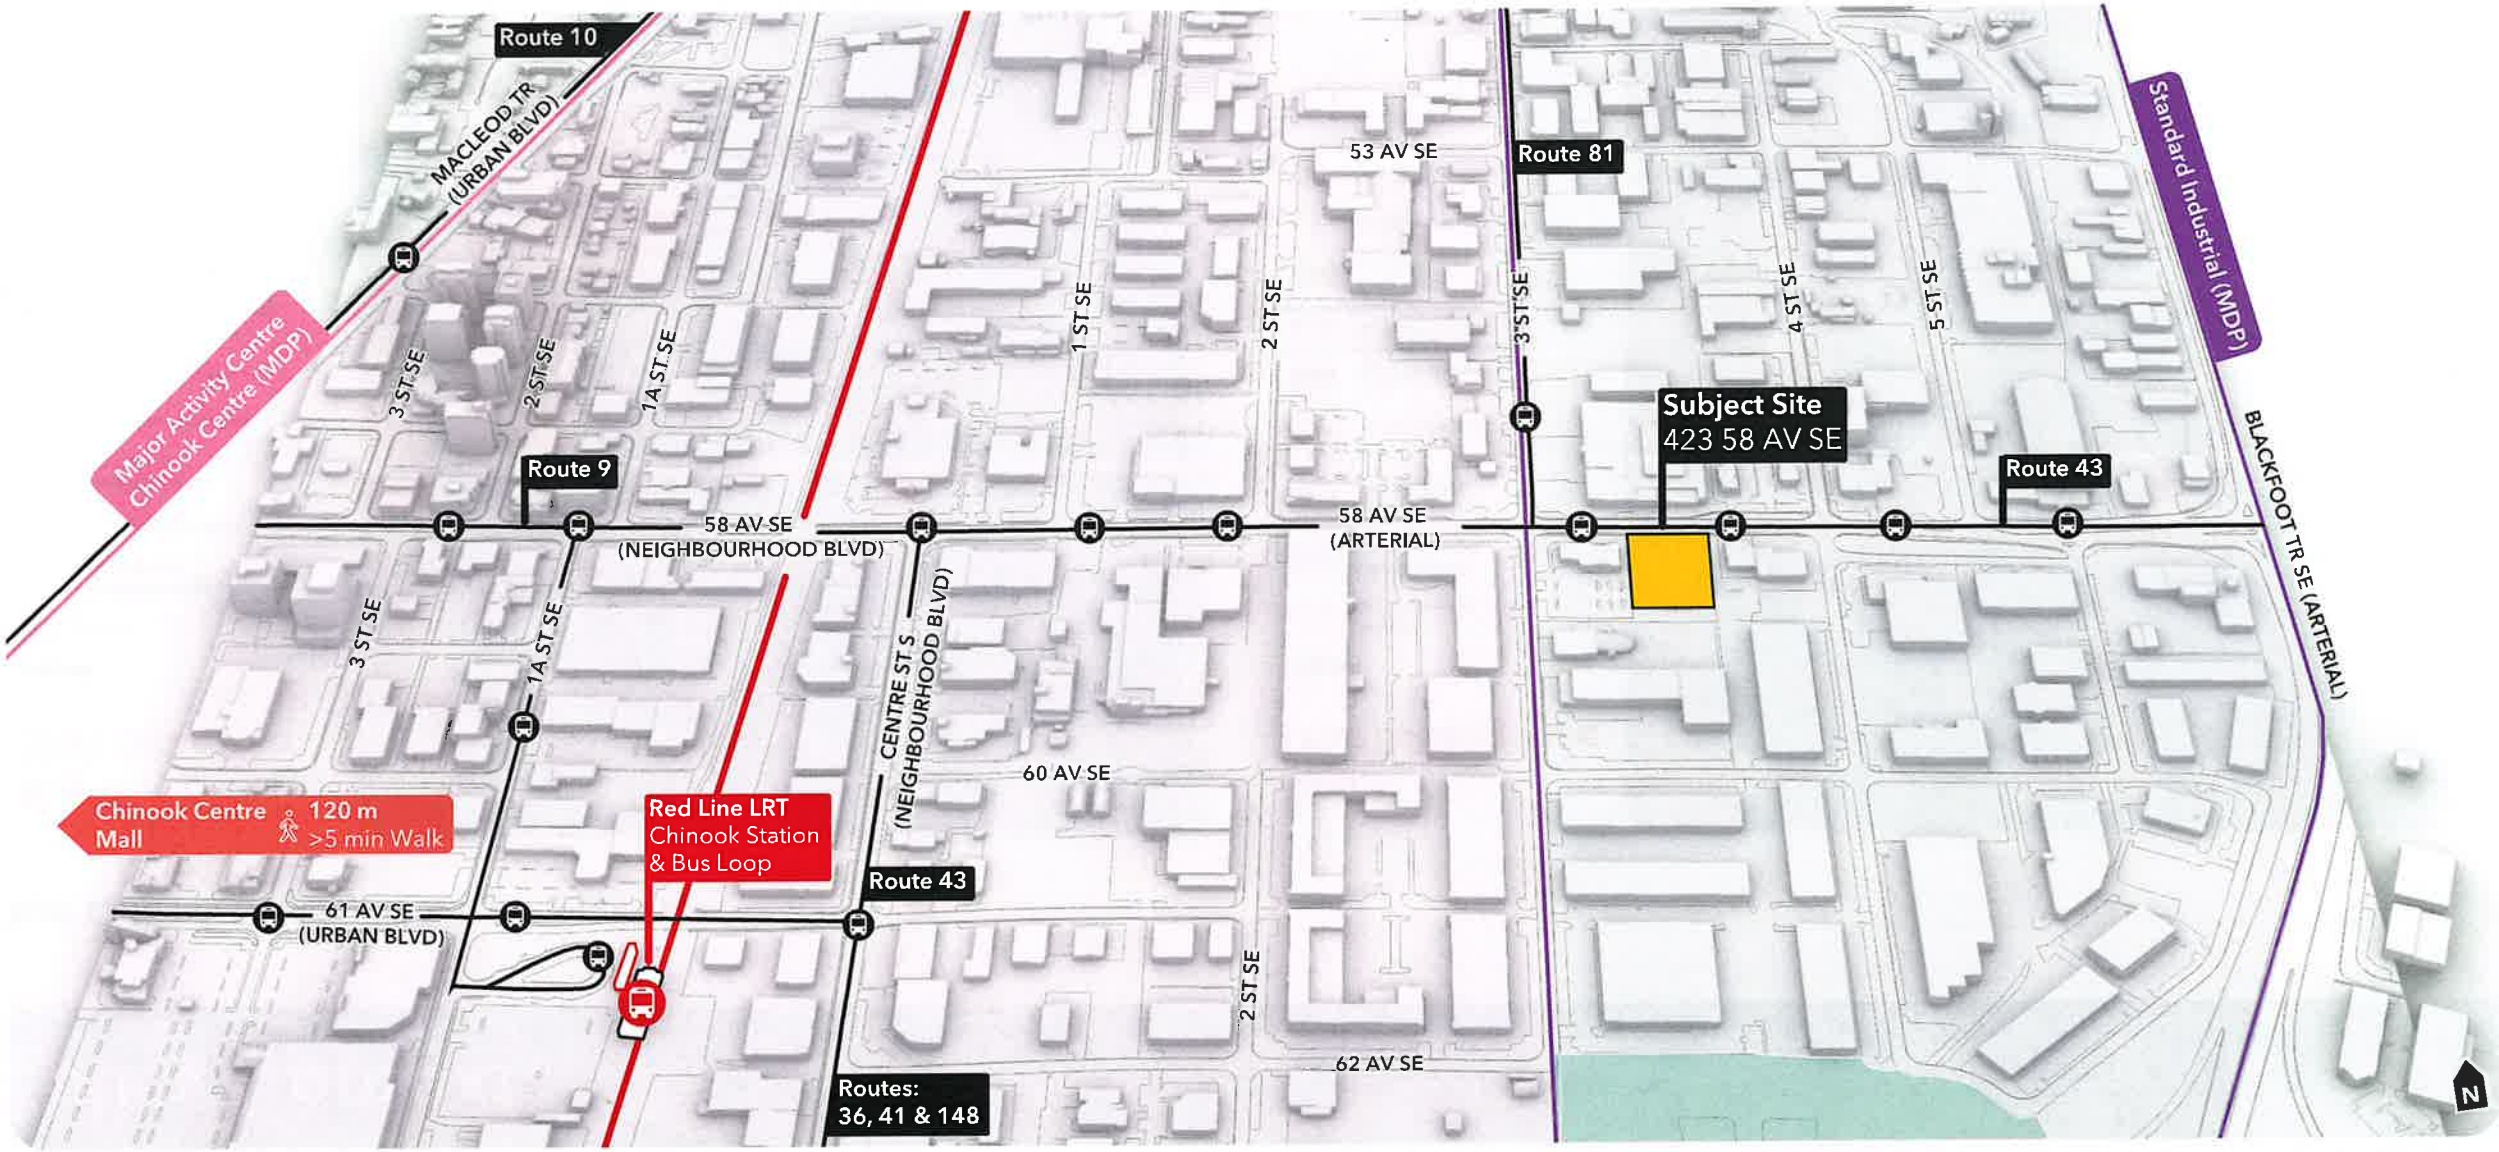 Route 10
MACLEOD TR
(URBAN BLVD)
Standard Industrial (MDP)
53 AV SE
Route 81
Major Activity Centre
Chinook Centre (MDP)
3 ST SE
2 ST SE
1A ST SE
1 ST SE
2 ST SE
3 ST SE
4 ST SE
5 ST SE
Subject Site
423 58 AV SE
Route 9
Route 43
BLACKFOOT TR SE (ARTERIAL)
58 AV SE
(NEIGHBOURHOOD BLVD)
58 AV SE
(ARTERIAL)
3 ST SE
1A ST SE
CENTRE ST S
(NEIGHBOURHOOD BLVD)
60 AV SE
Chinook Centre
Mall
120 m
>5 min Walk
Red Line LRT
Chinook Station
& Bus Loop
Route 43
61 AV SE
(URBAN BLVD)
2 ST SE
62 AV SE
Routes:
36, 41 & 148
N